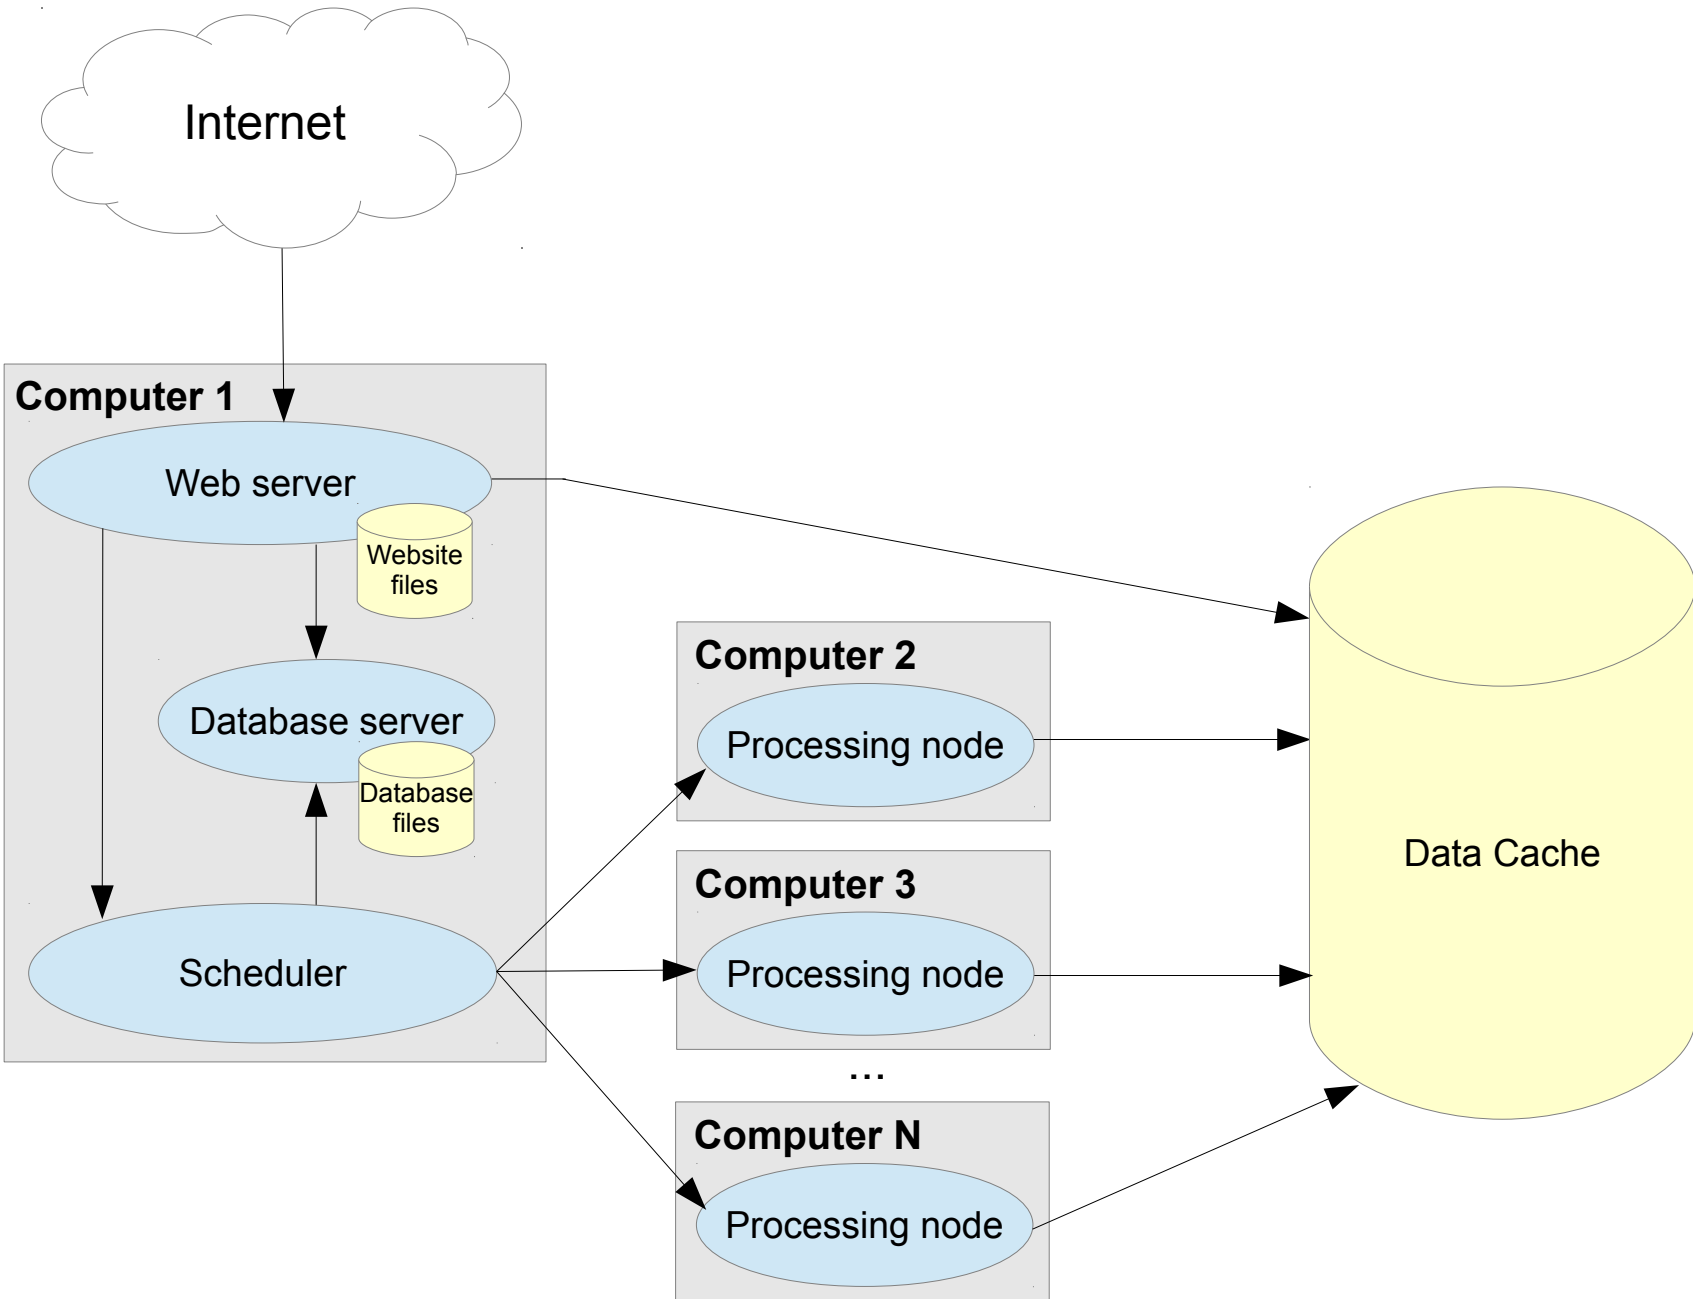 Internet
Computer 1
Web server
Website
files
Database server
Database
files
Scheduler
Computer 2
Processing node
Computer 3
Processing node
...
Computer N
Processing node
Data Cache